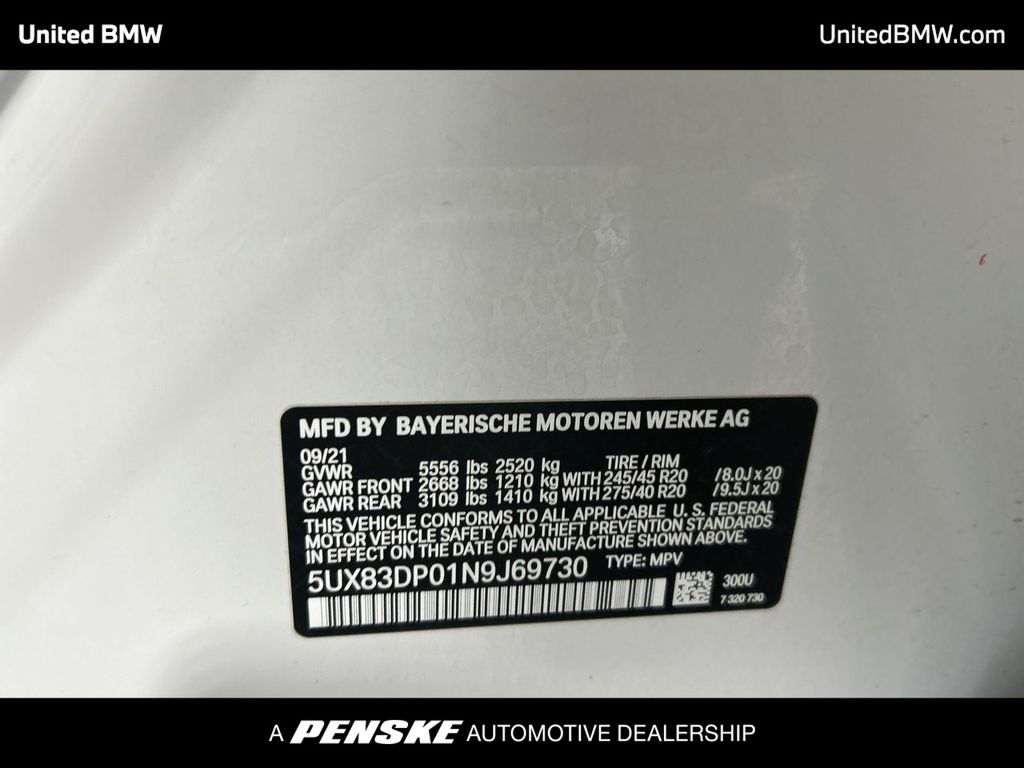 United BMW
UnitedBMW.com
MFD BY BAYERISCHE MOTOREN WERKE AG
09/21
GVWR 5556 lbs 2520 kg TIRE / RIM
GAWR FRONT 2668 lbs 1210 kg WITH 245/45 R20 /8.0J x 20
GAWR REAR 3109 lbs 1410 kg WITH 275/40 R20 /9.5J x 20
THIS VEHICLE CONFORMS TO ALL APPLICABLE U. S. FEDERAL
MOTOR VEHICLE SAFETY AND THEFT PREVENTION STANDARDS
IN EFFECT ON THE DATE OF MANUFACTURE SHOWN ABOVE.
5UX83DP01N9J69730 TYPE: MPV
300U
7 320 730
A PENSKE AUTOMOTIVE DEALERSHIP